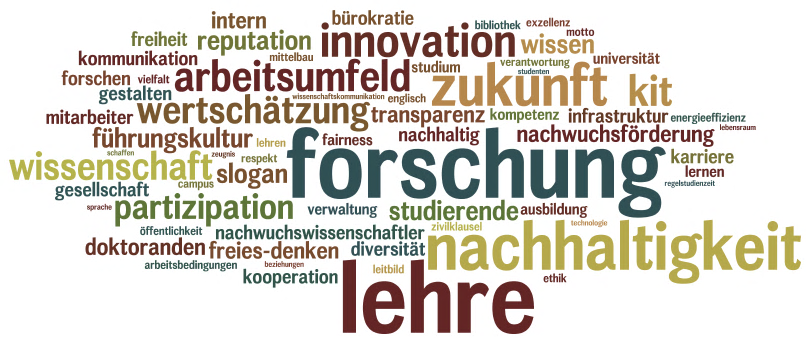 intern bürokratie bibliothek exzellenz
freiheit reputation innovation wissen motto
kommunikation mittelbau verantwortung universität
forschen vielfalt arbeitsumfeld studium zukunft studenten kit
gestalten wissenschaftskommunikation englisch
mitarbeiter wertschätzung transparenz kompetenz infrastruktur energieeffizienz
führungskultur lehren fairness nachhaltig nachwuchsförderung lebensraum
wissenschaft schaffen zeugnis respekt forschung karriere
gesellschaft campus slogan lernen regelstudienzeit
sprache partizipation verwaltung studierende ausbildung
öffentlichkeit nachwuchswissenschaftler zivilklausel technologie
doktoranden freies-denken diversität nachhaltigkeit
arbeitsbedingungen beziehungen leitbild ethik
kooperation lehre